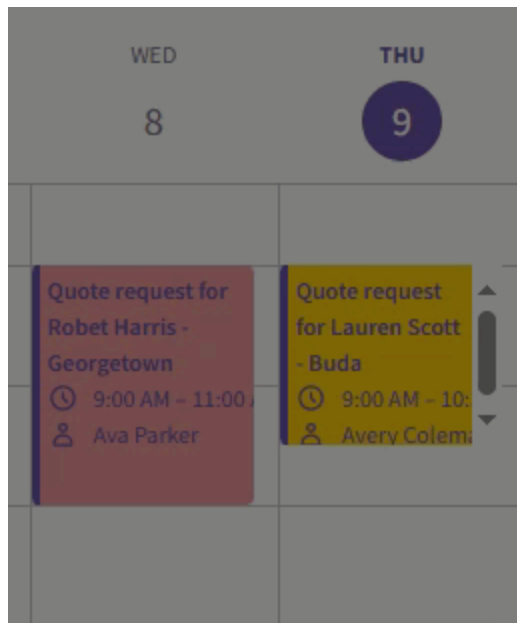 WED
8
THU
9
Quote request for
Robet Harris -
Georgetown
9:00 AM – 11:00
Ava Parker
Quote request
for Lauren Scott
- Buda
9:00 AM – 10:
Avery Colema